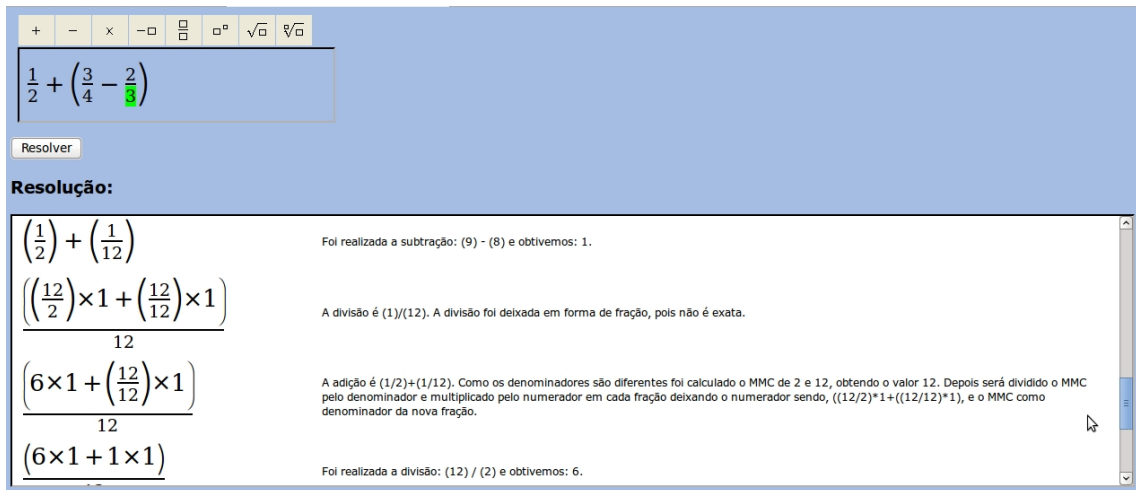 + − × −□ □/□ □^□ √□ ∜□
1/2 + (3/4 − 2/3)
Resolver
Resolução:
(1/2) + (1/12)
Foi realizada a subtração: (9) - (8) e obtivemos: 1.
((12/2)×1+(12/12)×1)/12
A divisão é (1)/(12). A divisão foi deixada em forma de fração, pois não é exata.
(6×1+(12/12)×1)/12
A adição é (1/2)+(1/12). Como os denominadores são diferentes foi calculado o MMC de 2 e 12, obtendo o valor 12. Depois será dividido o MMC
pelo denominador e multiplicado pelo numerador em cada fração deixando o numerador sendo, ((12/2)*1+((12/12)*1), e o MMC como
denominador da nova fração.
(6×1+1×1)
Foi realizada a divisão: (12) / (2) e obtivemos: 6.